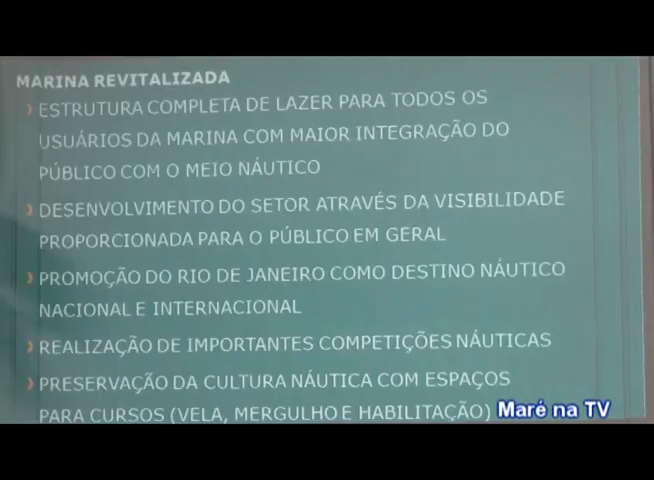 MARINA REVITALIZADA
ESTRUTURA COMPLETA DE LAZER PARA TODOS OS
USUÁRIOS DA MARINA COM MAIOR INTEGRAÇÃO DO
PÚBLICO COM O MEIO NÁUTICO
DESENVOLVIMENTO DO SETOR ATRAVÉS DA VISIBILIDADE
PROPORCIONADA PARA O PÚBLICO EM GERAL
PROMOÇÃO DO RIO DE JANEIRO COMO DESTINO NÁUTICO
NACIONAL E INTERNACIONAL
REALIZAÇÃO DE IMPORTANTES COMPETIÇÕES NÁUTICAS
PRESERVAÇÃO DA CULTURA NÁUTICA COM ESPAÇOS
PARA CURSOS (VELA, MERGULHO E HABILITAÇÃO)
Maré na TV